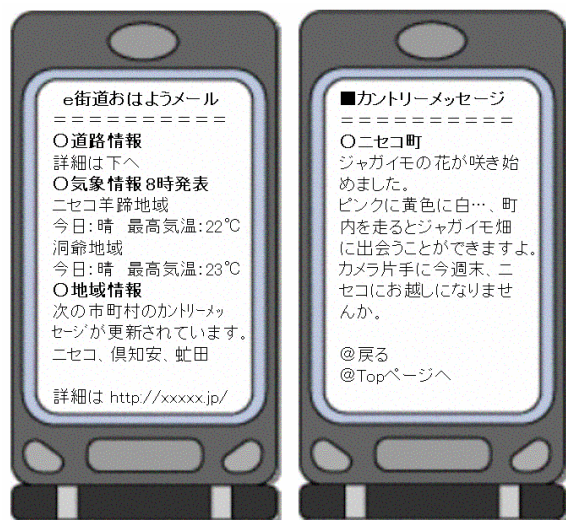 e街道おはようメール
＝＝＝＝＝＝＝＝＝＝
○道路情報
詳細は下へ
○気象情報8時発表
ニセコ羊蹄地域
今日：晴　最高気温：22℃
洞爺地域
今日：晴　最高気温：23℃
○地域情報
次の市町村のｶﾝﾄﾘｰﾒｯ
ｾｰｼﾞが更新されています。
ニセコ、倶知安、虻田
詳細は http://xxxxx.jp/
■カントリーメッセージ
＝＝＝＝＝＝＝＝＝＝
○ニセコ町
ジャガイモの花が咲き始
めました。
ピンクに黄色に白…、町
内を走るとジャガイモ畑
に出会うことができますよ。
カメラ片手に今週末、ニ
セコにお越しになりませ
んか。
＠戻る
＠Topページへ